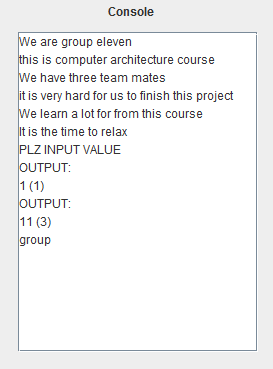 Console
We are group eleven
this is computer architecture course
We have three team mates
it is very hard for us to finish this project
We learn a lot for from this course
It is the time to relax
PLZ INPUT VALUE
OUTPUT:
1 (1)
OUTPUT:
11 (3)
group